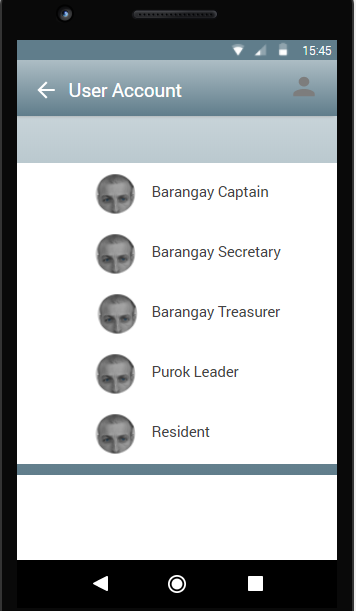 15:45
User Account
Barangay Captain
Barangay Secretary
Barangay Treasurer
Purok Leader
Resident